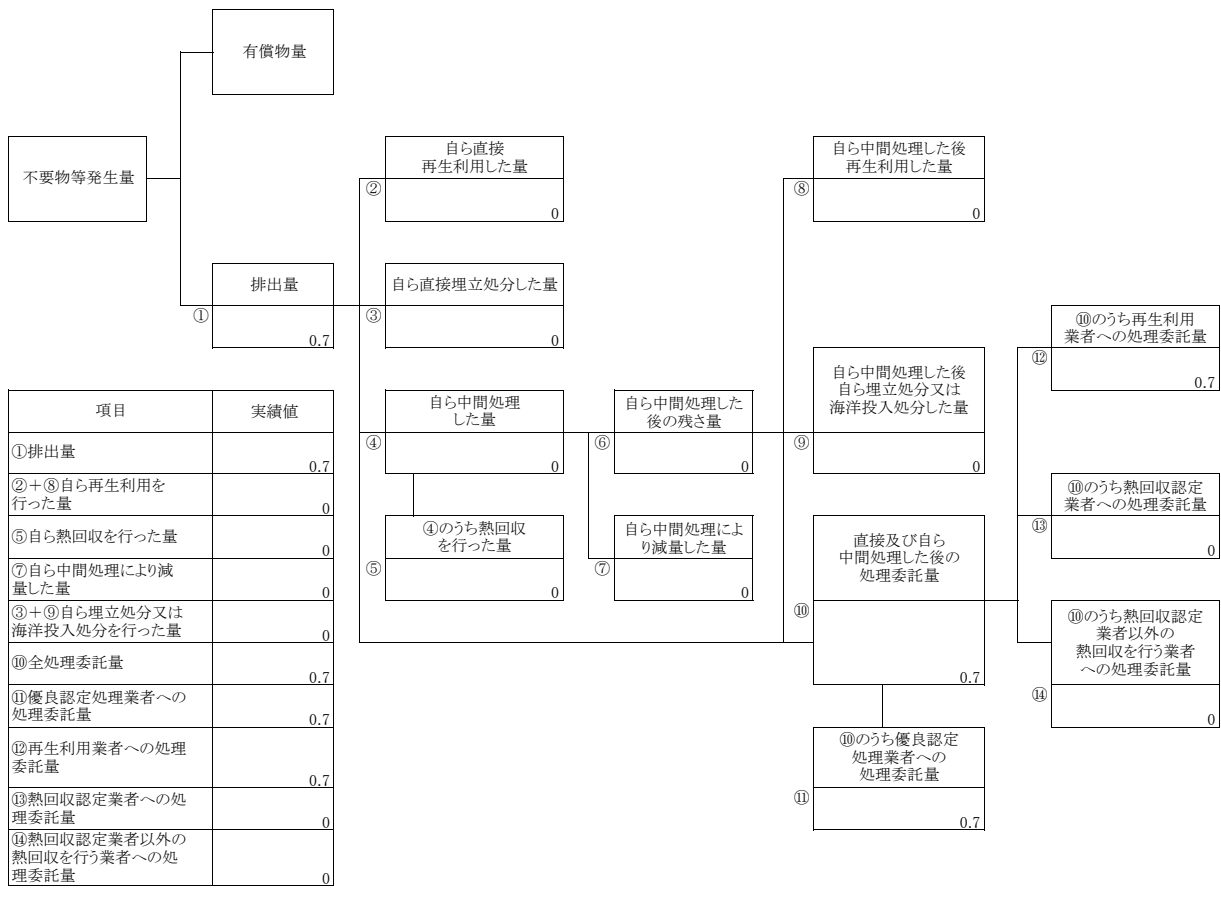 有償物量
不要物等発生量
排出量
①
0.7
自ら直接
再生利用した量
②
0
自ら直接埋立処分した量
③
0
自ら中間処理
した量
④
0
④のうち熱回収
を行った量
⑤
0
自ら中間処理した
後の残さ量
⑥
0
自ら中間処理によ
り減量した量
⑦
0
自ら中間処理した後
再生利用した量
⑧
0
自ら中間処理した後
自ら埋立処分又は
海洋投入処分した量
⑨
0
直接及び自ら
中間処理した後の
処理委託量
⑩
0.7
⑩のうち優良認定
処理業者への
処理委託量
⑪
0.7
⑩のうち再生利用
業者への処理委託量
⑫
0.7
⑩のうち熱回収認定
業者への処理委託量
⑬
0
⑩のうち熱回収認定
業者以外の
熱回収を行う業者
への処理委託量
⑭
0
項目 実績値
①排出量
0.7
②＋⑧自ら再生利用を
行った量
0
⑤自ら熱回収を行った量
0
⑦自ら中間処理により減
量した量
0
③＋⑨自ら埋立処分又は
海洋投入処分を行った量
0
⑩全処理委託量
0.7
⑪優良認定処理業者への
処理委託量
0.7
⑫再生利用業者への処理
委託量
0.7
⑬熱回収認定業者への処
理委託量
0
⑭熱回収認定業者以外の
熱回収を行う業者への処
理委託量
0